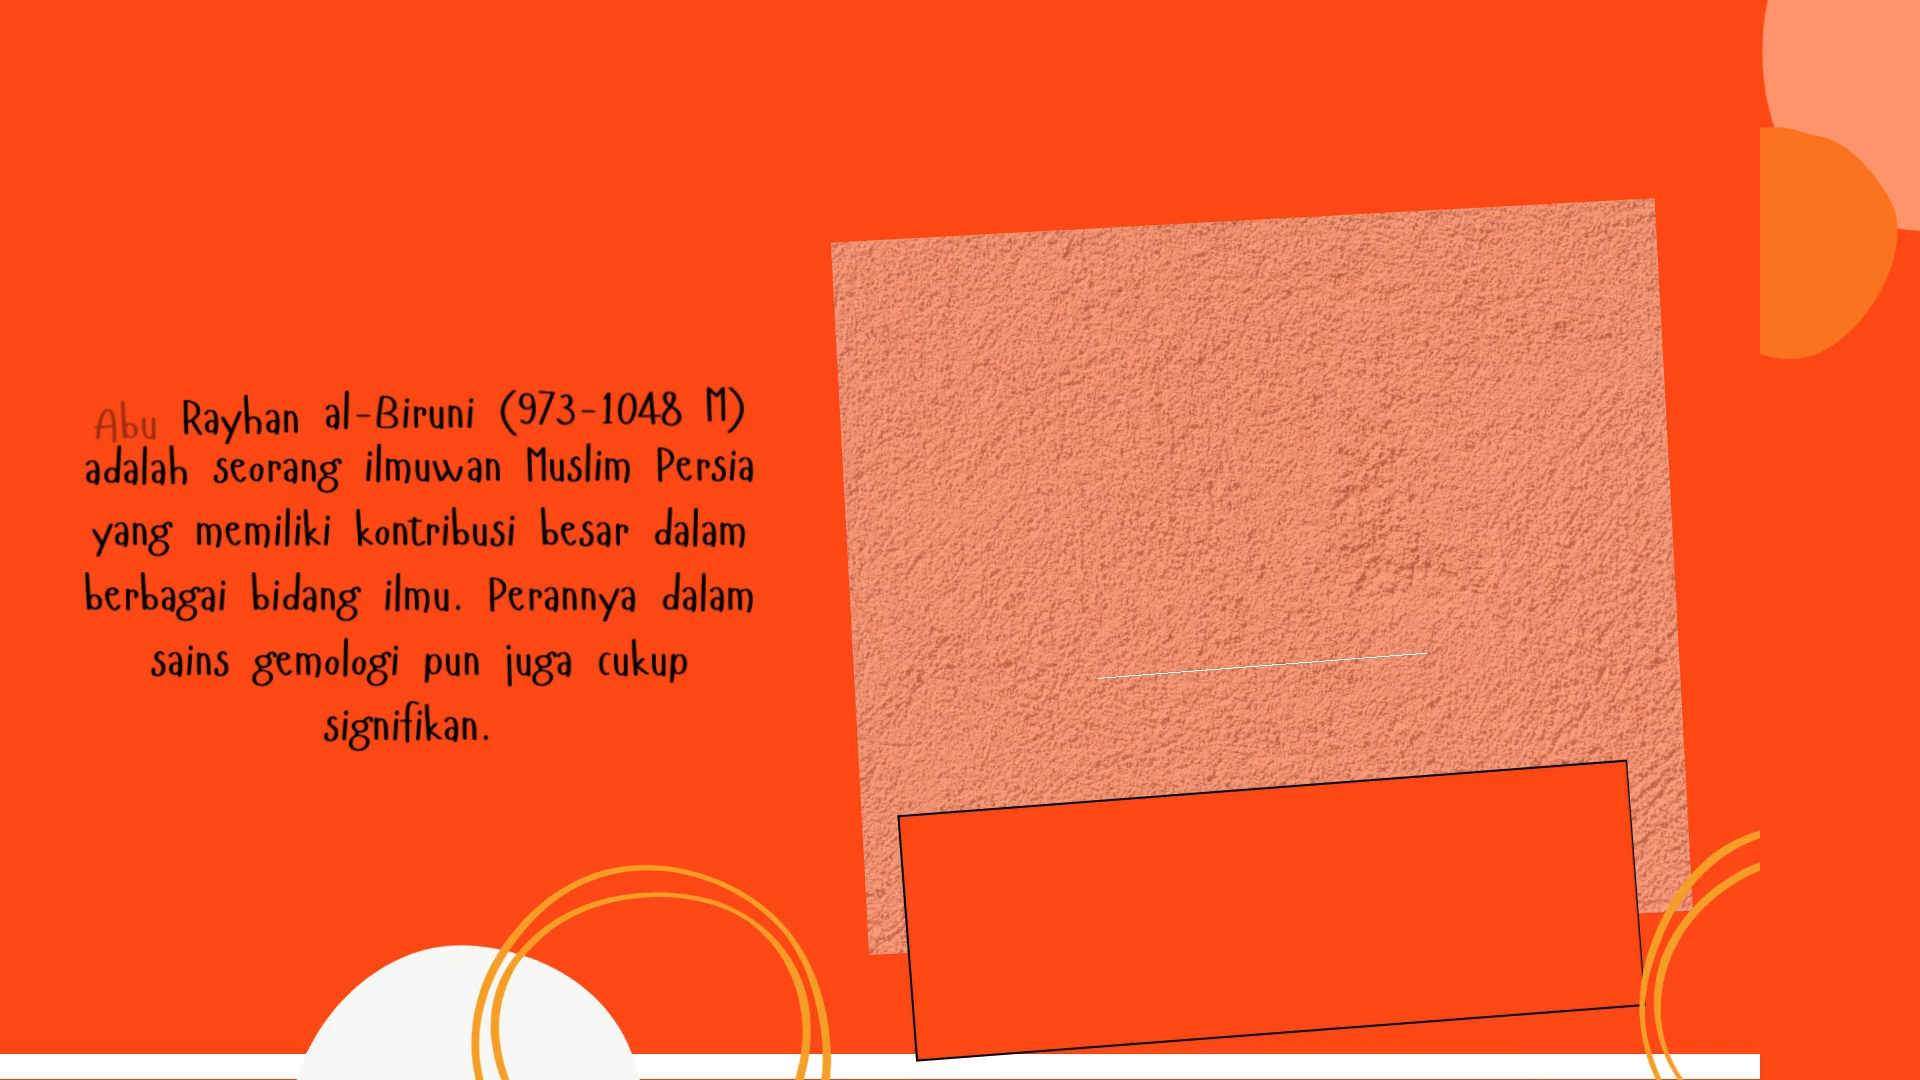 Abu Rayhan al-Biruni (973-1048 M)
adalah seorang ilmuwan Muslim Persia
yang memiliki kontribusi besar dalam
berbagai bidang ilmu. Perannya dalam
sains gemologi pun juga cukup
signifikan.